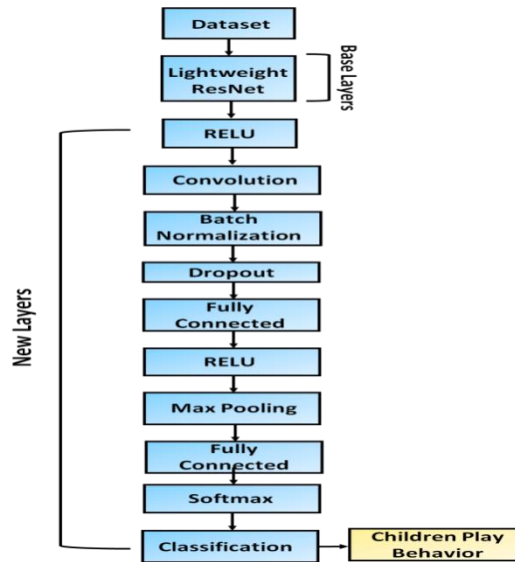 Dataset
Lightweight
ResNet
Base Layers
RELU
Convolution
Batch
Normalization
Dropout
Fully
Connected
RELU
Max Pooling
Fully
Connected
Softmax
Classification
Children Play
Behavior
New Layers